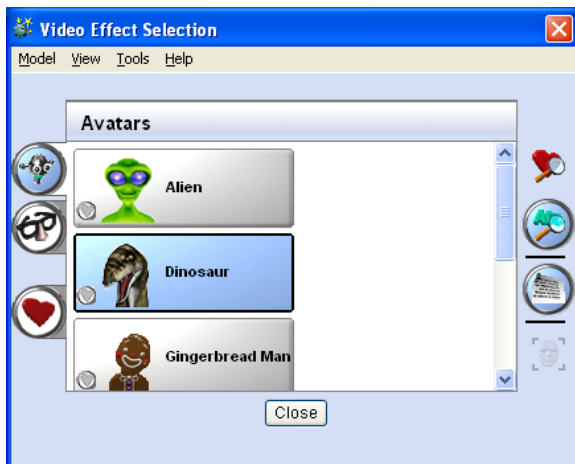 Video Effect Selection
Model View Tools Help
Avatars
Alien
Dinosaur
Gingerbread Man
Close